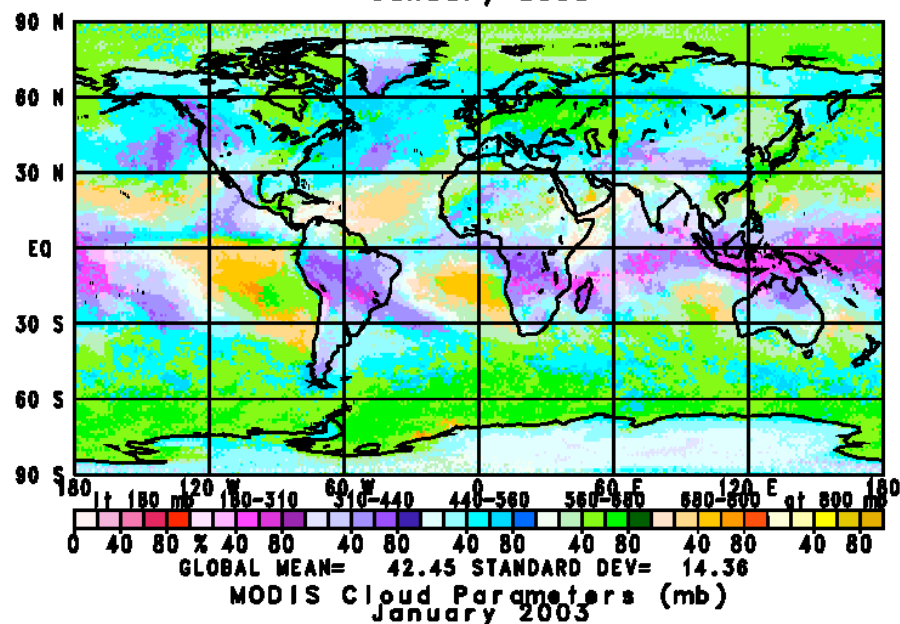 90 N
60 N
30 N
EQ
30 S
60 S
90 S
180 120 W 60 W 0 60 E 120 E 180
lt 180 mb 180-310 310-440 440-560 560-680 680-800 gt 800 mb
0 40 80 % 40 80 40 80 40 80 40 80 40 80 40 80
GLOBAL MEAN= 42.45 STANDARD DEV= 14.36
MODIS Cloud Parameters (mb)
January 2003